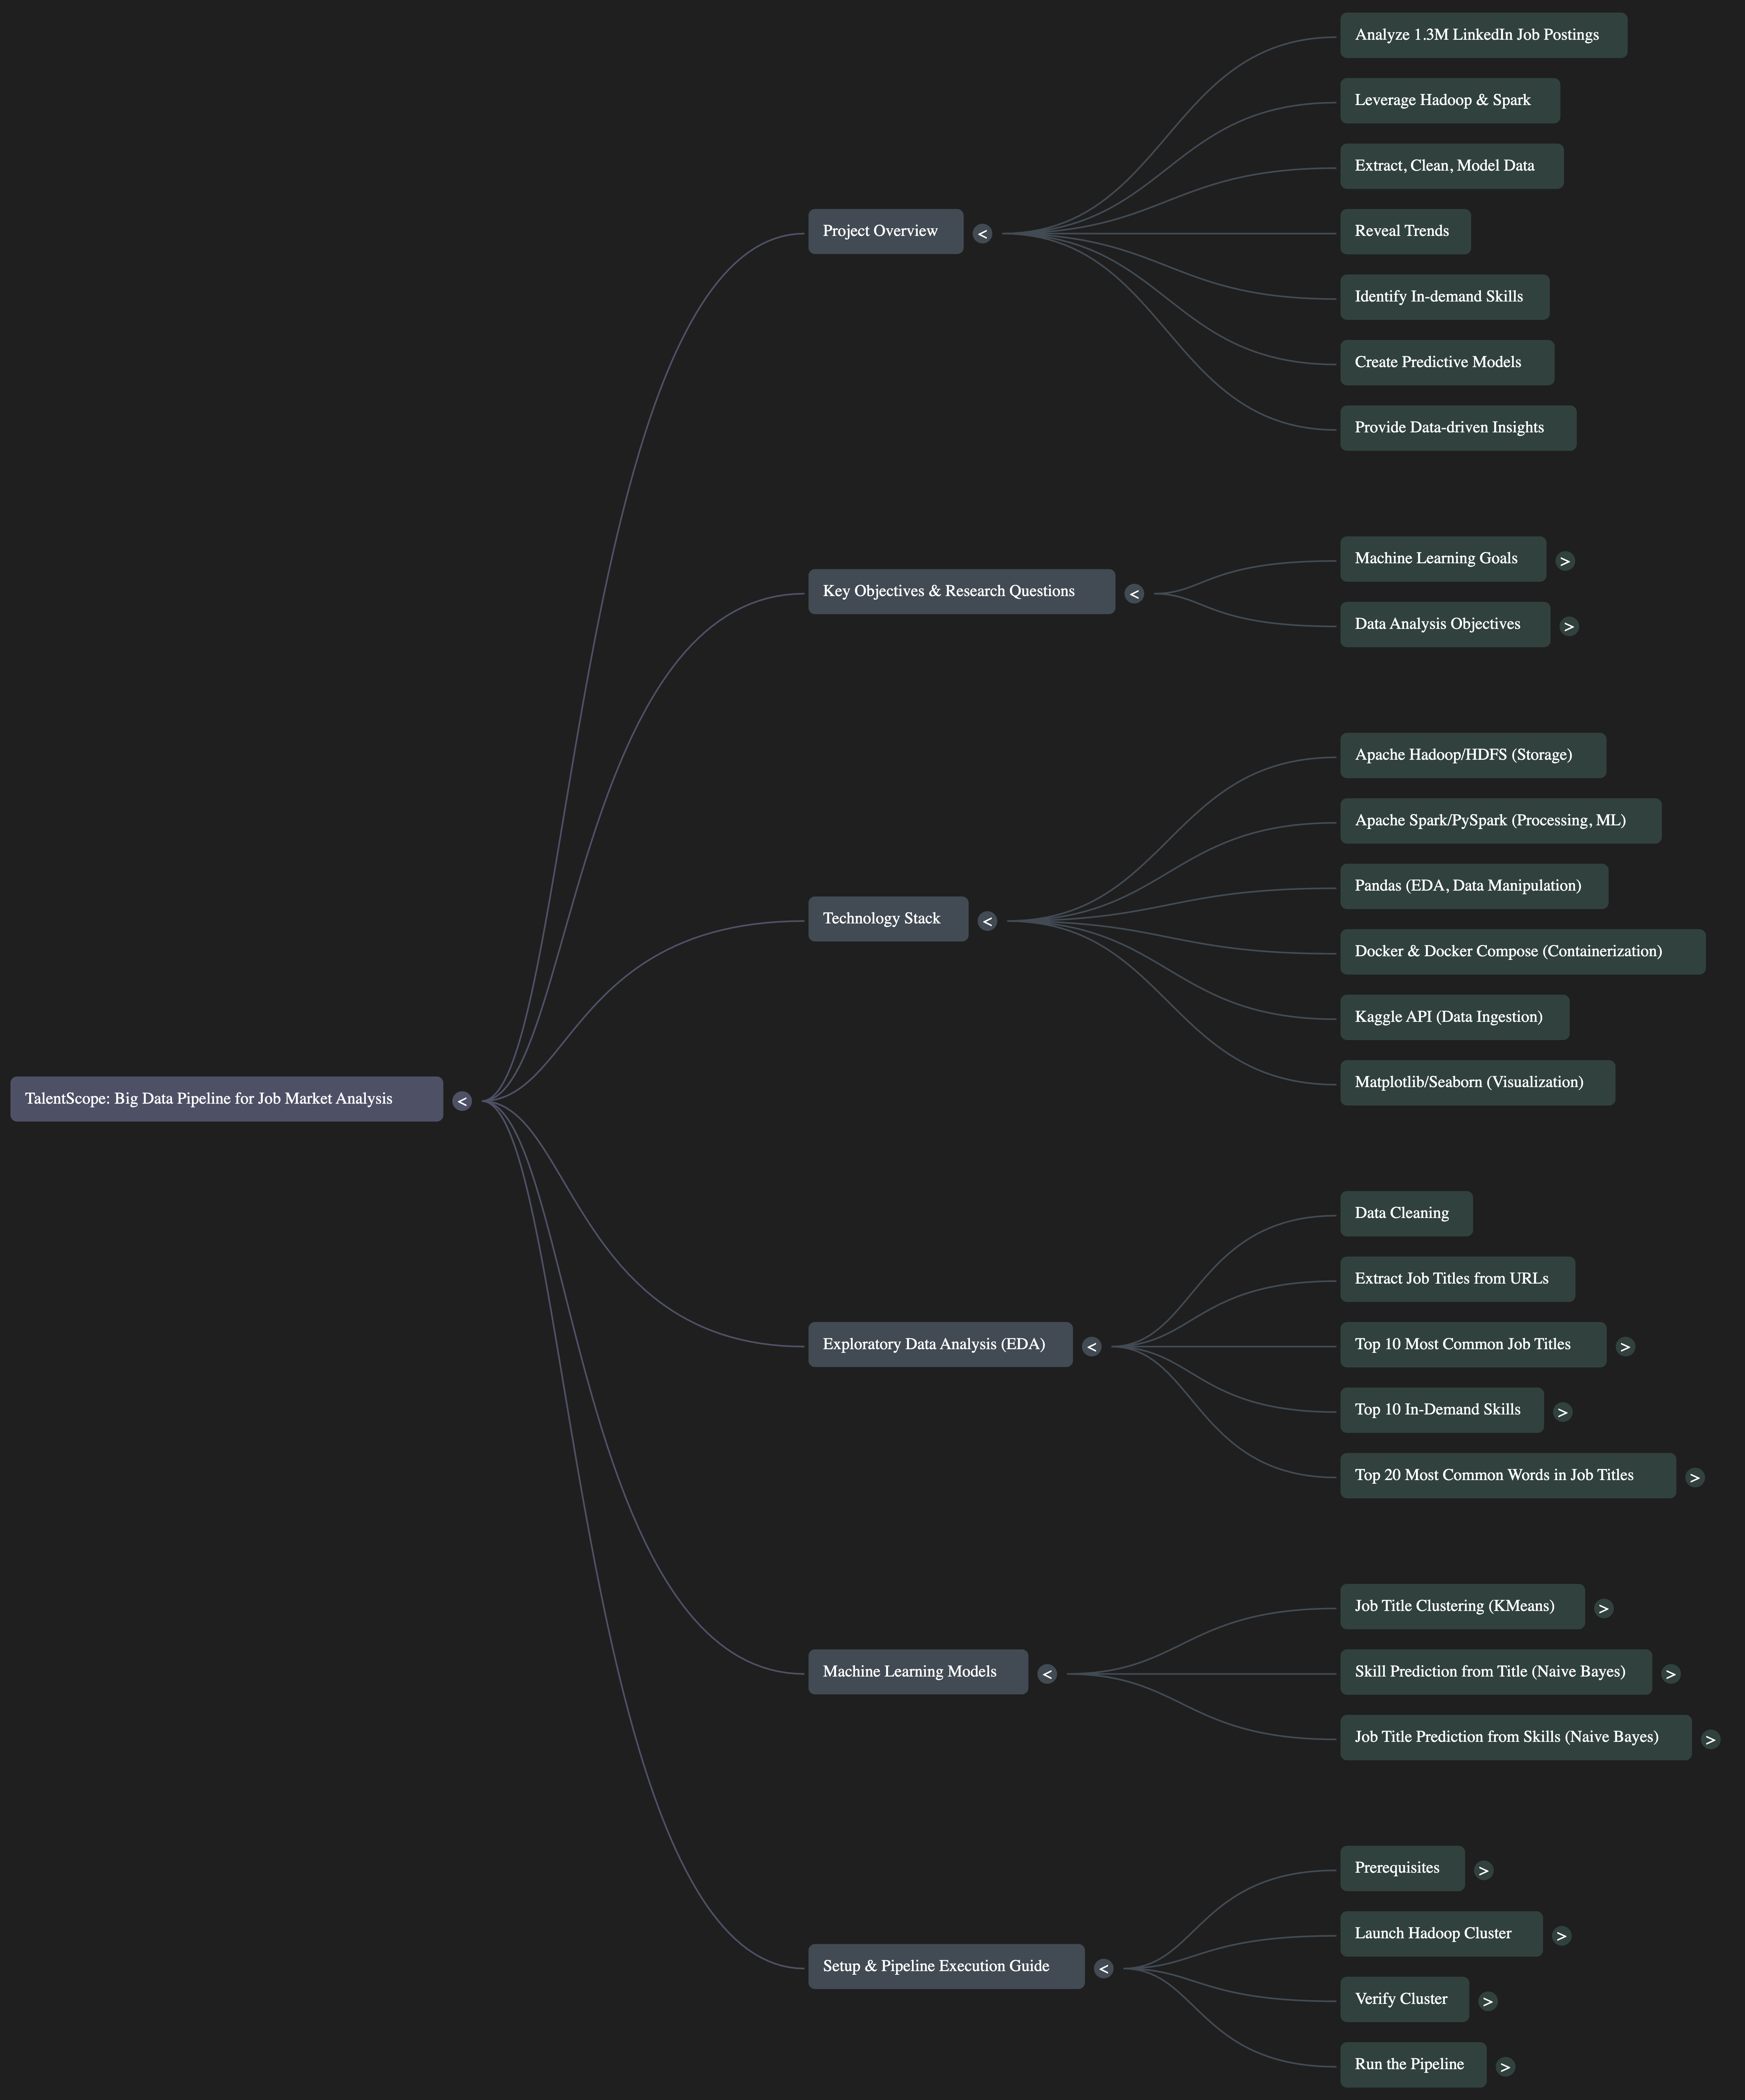 TalentScope: Big Data Pipeline for Job Market Analysis <
Project Overview <
Analyze 1.3M LinkedIn Job Postings
Leverage Hadoop & Spark
Extract, Clean, Model Data
Reveal Trends
Identify In-demand Skills
Create Predictive Models
Provide Data-driven Insights
Key Objectives & Research Questions <
Machine Learning Goals >
Data Analysis Objectives >
Technology Stack <
Apache Hadoop/HDFS (Storage)
Apache Spark/PySpark (Processing, ML)
Pandas (EDA, Data Manipulation)
Docker & Docker Compose (Containerization)
Kaggle API (Data Ingestion)
Matplotlib/Seaborn (Visualization)
Exploratory Data Analysis (EDA) <
Data Cleaning
Extract Job Titles from URLs
Top 10 Most Common Job Titles >
Top 10 In-Demand Skills >
Top 20 Most Common Words in Job Titles >
Machine Learning Models <
Job Title Clustering (KMeans) >
Skill Prediction from Title (Naive Bayes) >
Job Title Prediction from Skills (Naive Bayes) >
Setup & Pipeline Execution Guide <
Prerequisites >
Launch Hadoop Cluster >
Verify Cluster >
Run the Pipeline >